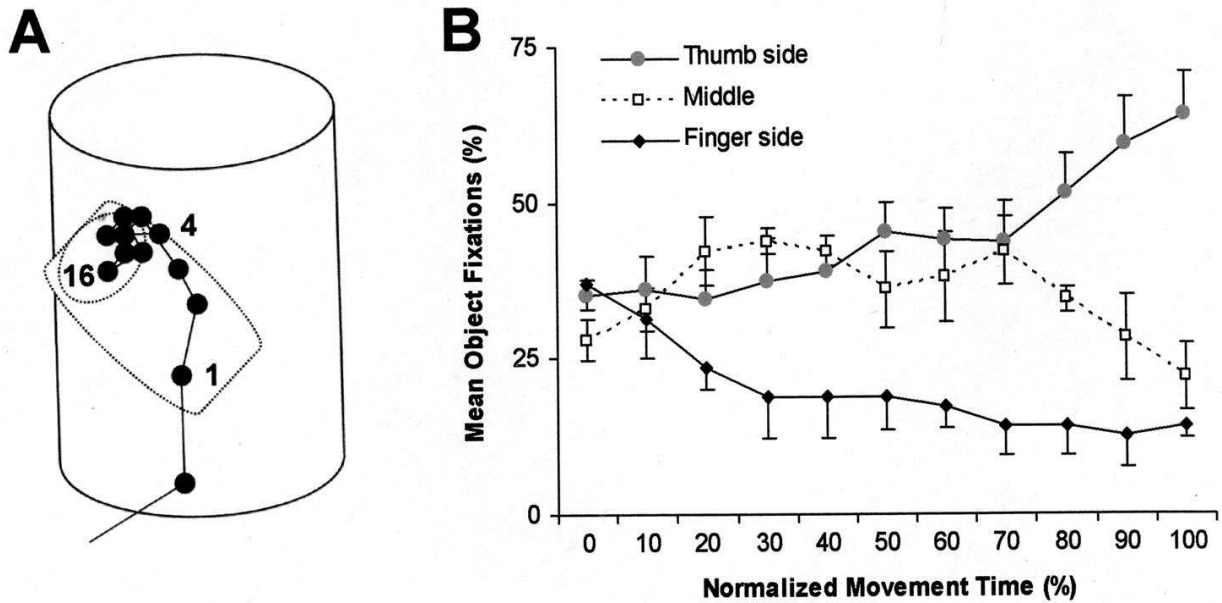 A
4
16
1
B
Thumb side
Middle
Finger side
75
50
25
0
Mean Object Fixations (%)
0 10 20 30 40 50 60 70 80 90 100
Normalized Movement Time (%)